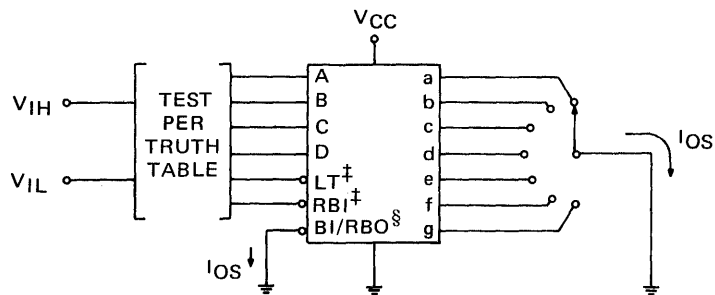 VCC
VIH
VIL
TEST
PER
TRUTH
TABLE
A
B
C
D
LT‡
RBI‡
BI/RBO§
a
b
c
d
e
f
g
IOS
IOS